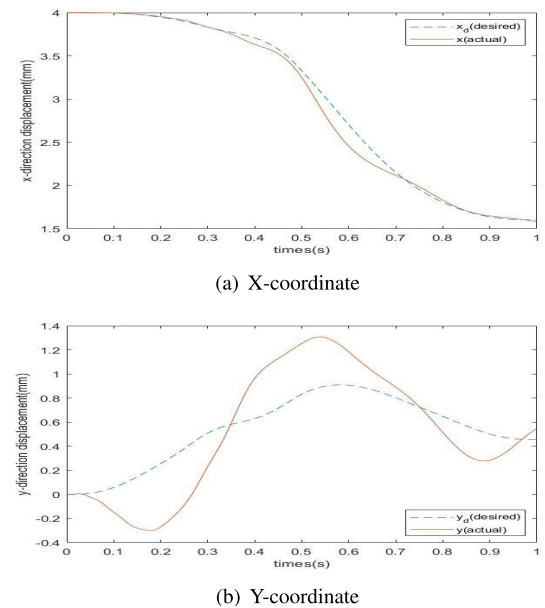 4
3.5
3
2.5
2
1.5
x-direction displacement(mm)
x_d(desired)
x(actual)
0 0.1 0.2 0.3 0.4 0.5 0.6 0.7 0.8 0.9 1
times(s)
(a) X-coordinate
1.4
1.2
1
0.8
0.6
0.4
0.2
0
-0.2
-0.4
y-direction displacement(mm)
y_d(desired)
y(actual)
0 0.1 0.2 0.3 0.4 0.5 0.6 0.7 0.8 0.9 1
times(s)
(b) Y-coordinate